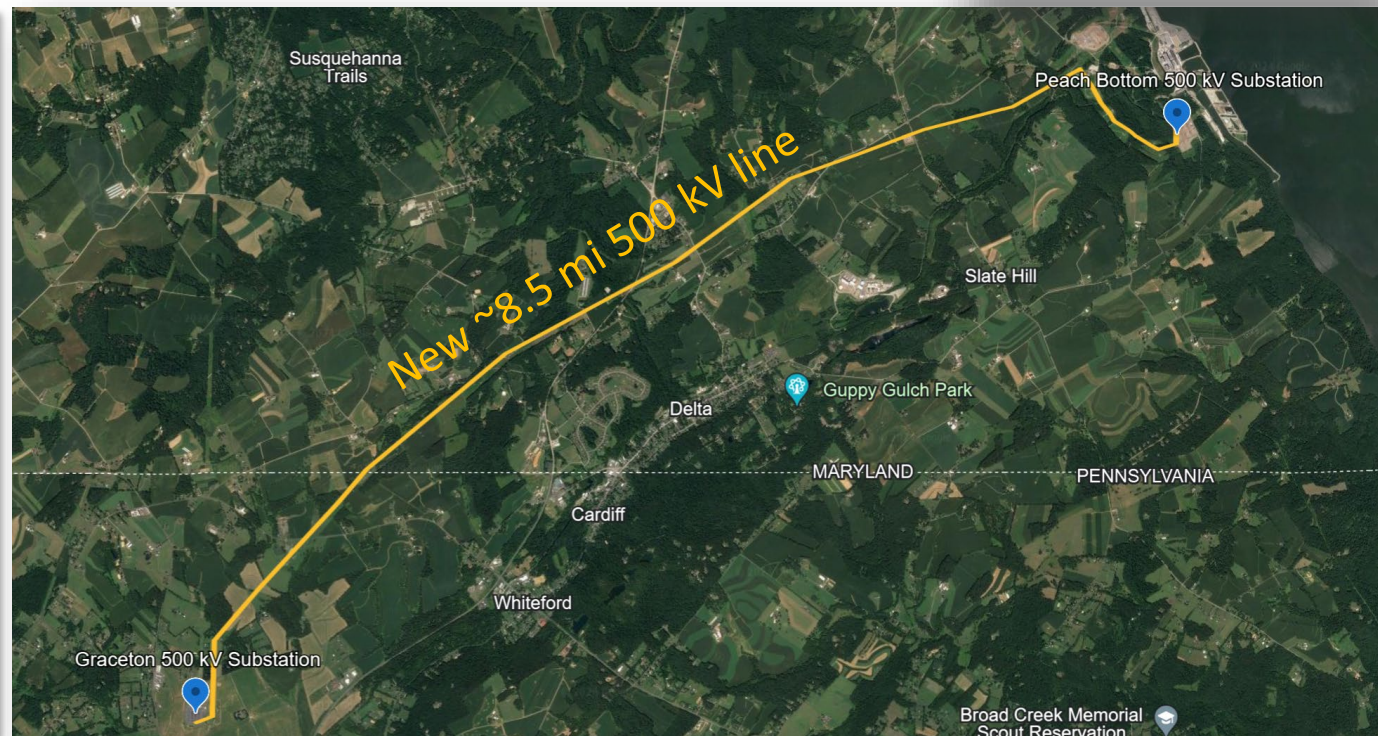 Susquehanna
Trails
Peach Bottom 500 kV Substation
New ~8.5 mi 500 kV line
Slate Hill
Guppy Gulch Park
Delta
MARYLAND
PENNSYLVANIA
Cardiff
Whiteford
Graceton 500 kV Substation
Broad Creek Memorial
Scout Reservation